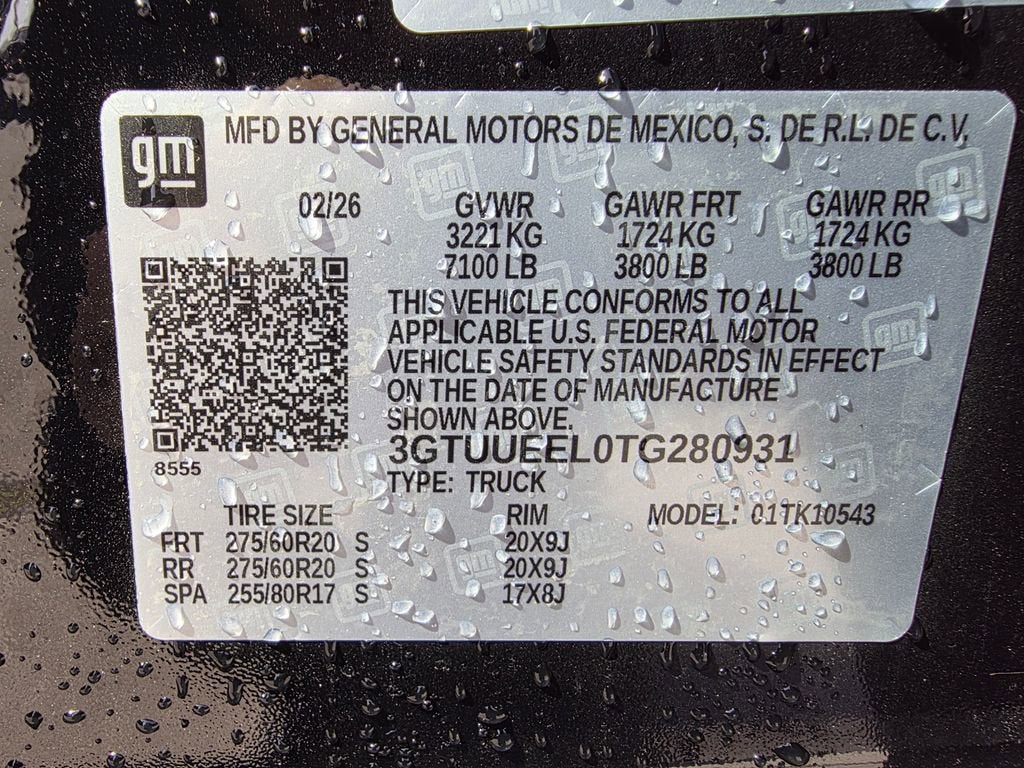 gm
MFD BY GENERAL MOTORS DE MEXICO, S. DE R.L. DE C.V.
02/26 GVWR GAWR FRT GAWR RR
3221 KG 1724 KG 1724 KG
7100 LB 3800 LB 3800 LB
THIS VEHICLE CONFORMS TO ALL
APPLICABLE U.S. FEDERAL MOTOR
VEHICLE SAFETY STANDARDS IN EFFECT
ON THE DATE OF MANUFACTURE
SHOWN ABOVE.
3GTUUEEL0TG280931
8555
TYPE: TRUCK
TIRE SIZE RIM MODEL: 01TK10543
FRT 275/60R20 S 20X9J
RR 275/60R20 S 20X9J
SPA 255/80R17 S 17X8J